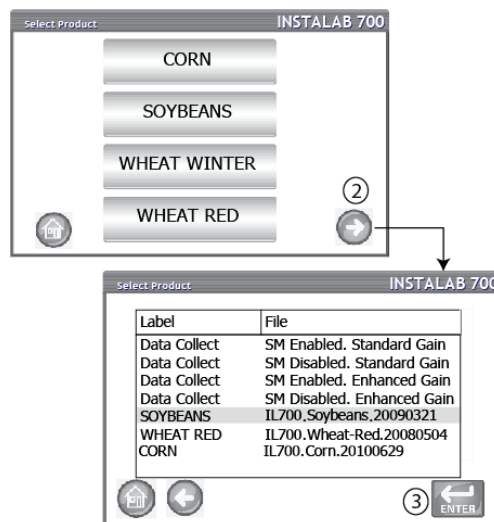 Select Product INSTALAB 700
CORN
SOYBEANS
WHEAT WINTER
WHEAT RED
2
Select Product INSTALAB 700
Label File
Data Collect SM Enabled. Standard Gain
Data Collect SM Disabled. Standard Gain
Data Collect SM Enabled. Enhanced Gain
Data Collect SM Disabled. Enhanced Gain
SOYBEANS IL700.Soybeans.20090321
WHEAT RED IL700.Wheat-Red.20080504
CORN IL700.Corn.20100629
3 ENTER